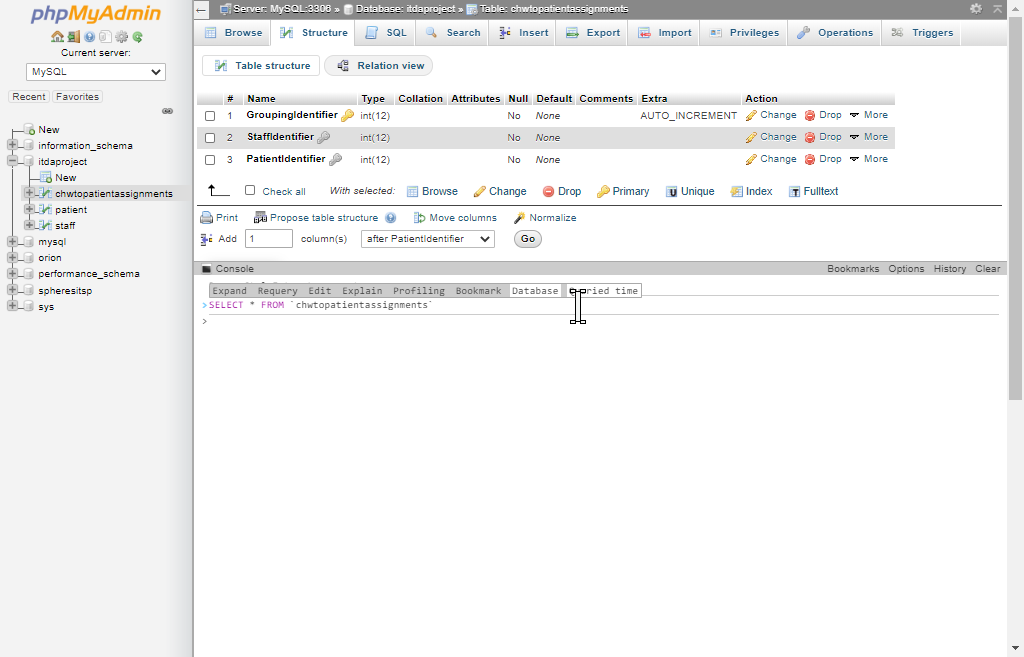 phpMyAdmin
Current server:
MySQL
Recent Favorites
New
information_schema
itdaproject
New
chwtopatientassignments
patient
staff
mysql
orion
performance_schema
spheresitsp
sys
Server: MySQL:3306 » Database: itdaproject » Table: chwtopatientassignments
Browse Structure SQL Search Insert Export Import Privileges Operations Triggers
Table structure Relation view
# Name Type Collation Attributes Null Default Comments Extra Action
1 GroupingIdentifier int(12) No None AUTO_INCREMENT Change Drop More
2 StaffIdentifier int(12) No None Change Drop More
3 PatientIdentifier int(12) No None Change Drop More
Check all With selected: Browse Change Drop Primary Unique Index Fulltext
Print Propose table structure Move columns Normalize
Add 1 column(s) after PatientIdentifier Go
Console Bookmarks Options History Clear
Expand Requery Edit Explain Profiling Bookmark Database time
>SELECT * FROM `chwtopatientassignments`
>